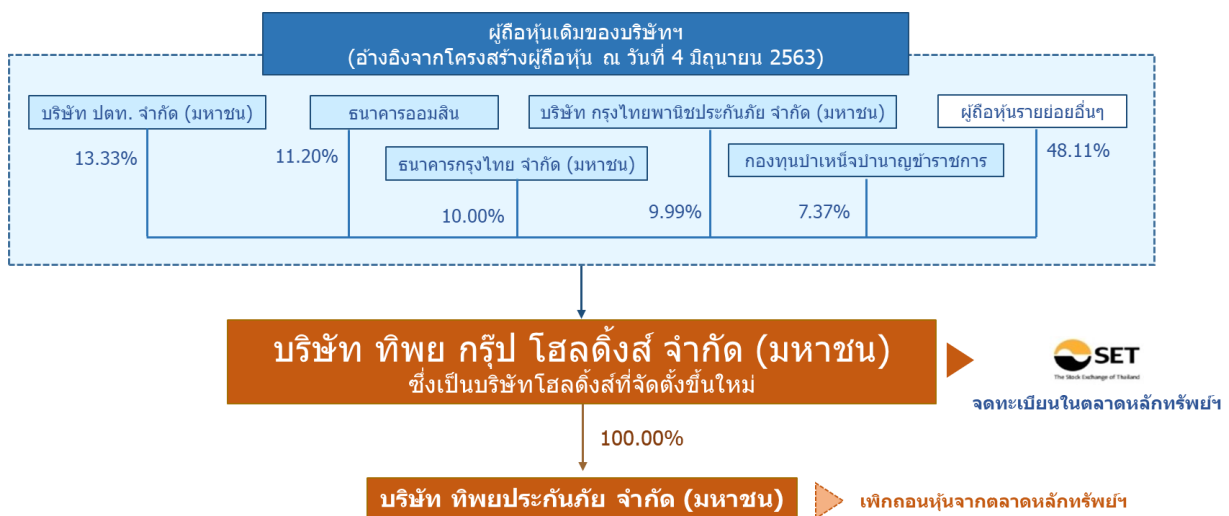 ผู้ถือหุ้นเดิมของบริษัทฯ
(อ้างอิงจากโครงสร้างผู้ถือหุ้น ณ วันที่ 4 มิถุนายน 2563)
บริษัท ปตท. จำกัด (มหาชน)
ธนาคารออมสิน
บริษัท กรุงไทยพานิชประกันภัย จำกัด (มหาชน)
ผู้ถือหุ้นรายย่อยอื่นๆ
13.33%
11.20%
ธนาคารกรุงไทย จำกัด (มหาชน)
กองทุนบำเหน็จบำนาญข้าราชการ
48.11%
10.00%
9.99%
7.37%
บริษัท ทิพย กรุ๊ป โฮลดิ้งส์ จำกัด (มหาชน)
ซึ่งเป็นบริษัทโฮลดิ้งส์ที่จัดตั้งขึ้นใหม่
SET
The Stock Exchange of Thailand
จดทะเบียนในตลาดหลักทรัพย์ฯ
100.00%
บริษัท ทิพยประกันภัย จำกัด (มหาชน)
เพิกถอนหุ้นจากตลาดหลักทรัพย์ฯ